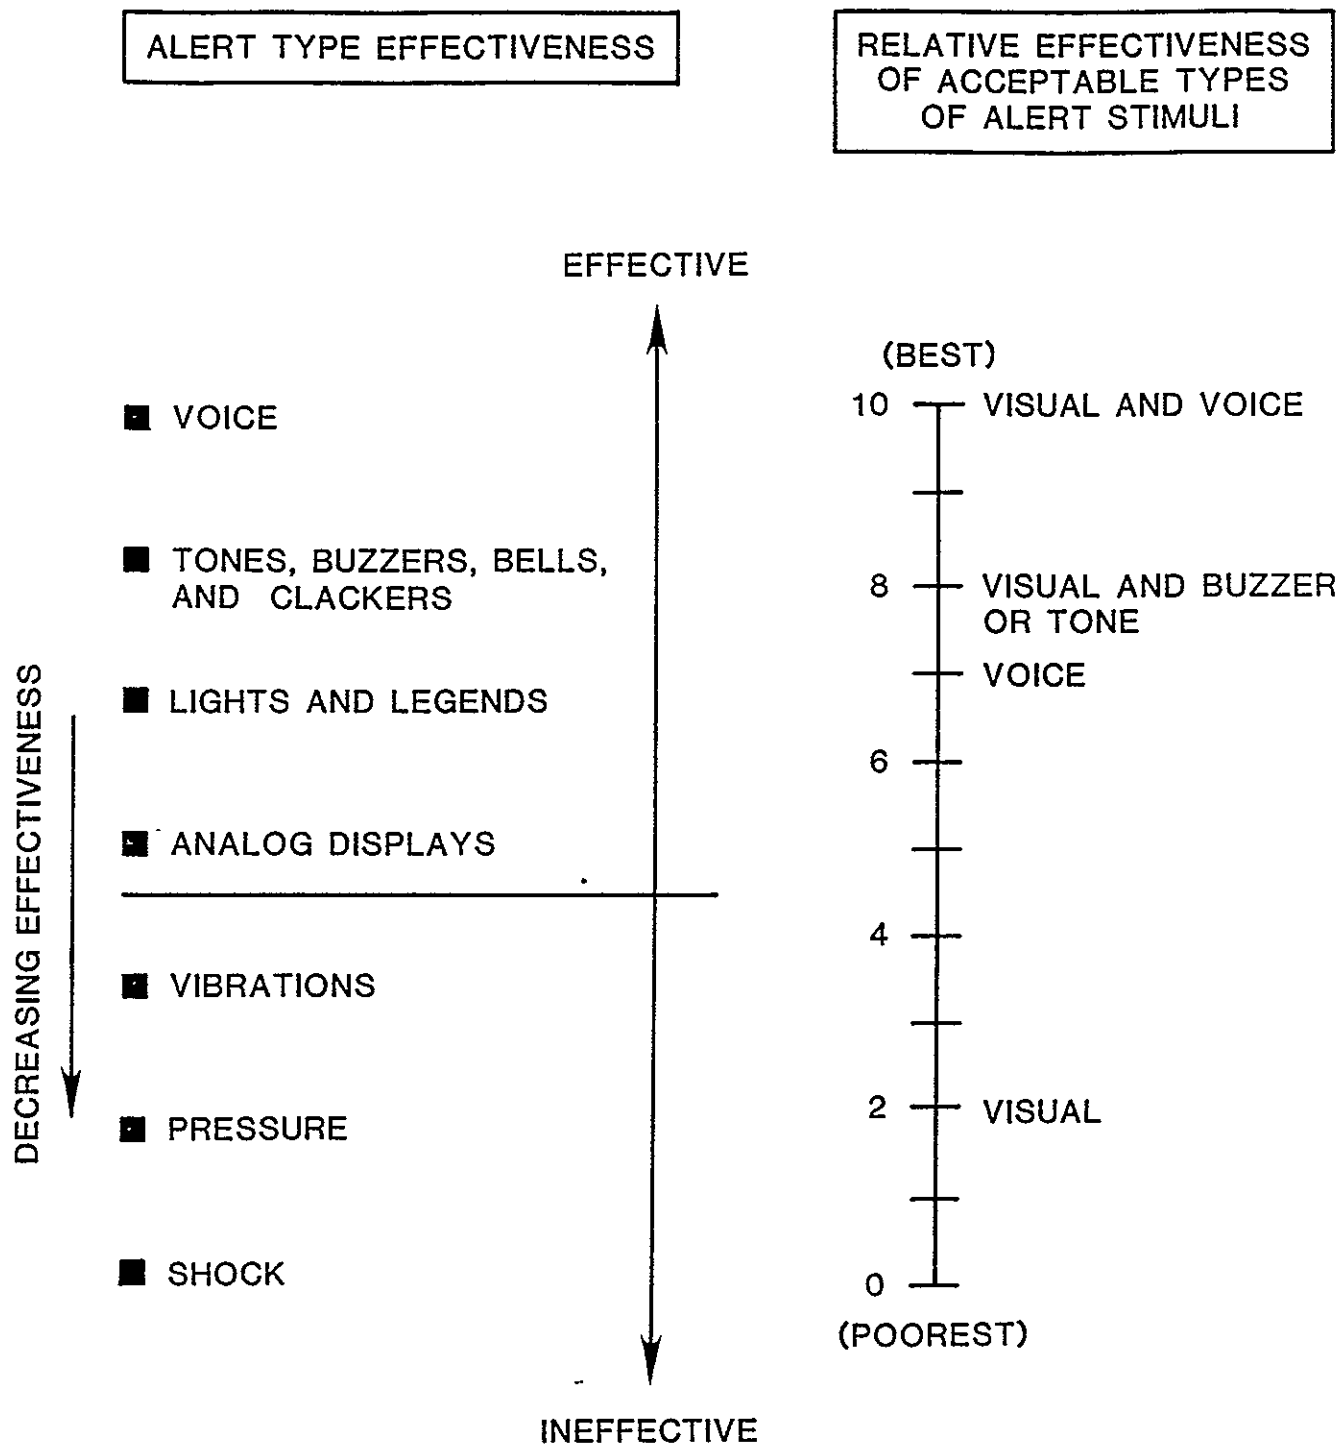 ALERT TYPE EFFECTIVENESS
RELATIVE EFFECTIVENESS
OF ACCEPTABLE TYPES
OF ALERT STIMULI
EFFECTIVE
VOICE
TONES, BUZZERS, BELLS,
AND CLACKERS
LIGHTS AND LEGENDS
ANALOG DISPLAYS
VIBRATIONS
PRESSURE
SHOCK
DECREASING EFFECTIVENESS
INEFFECTIVE
(BEST)
10 VISUAL AND VOICE
8 VISUAL AND BUZZER
OR TONE
VOICE
6
4
2 VISUAL
0
(POOREST)